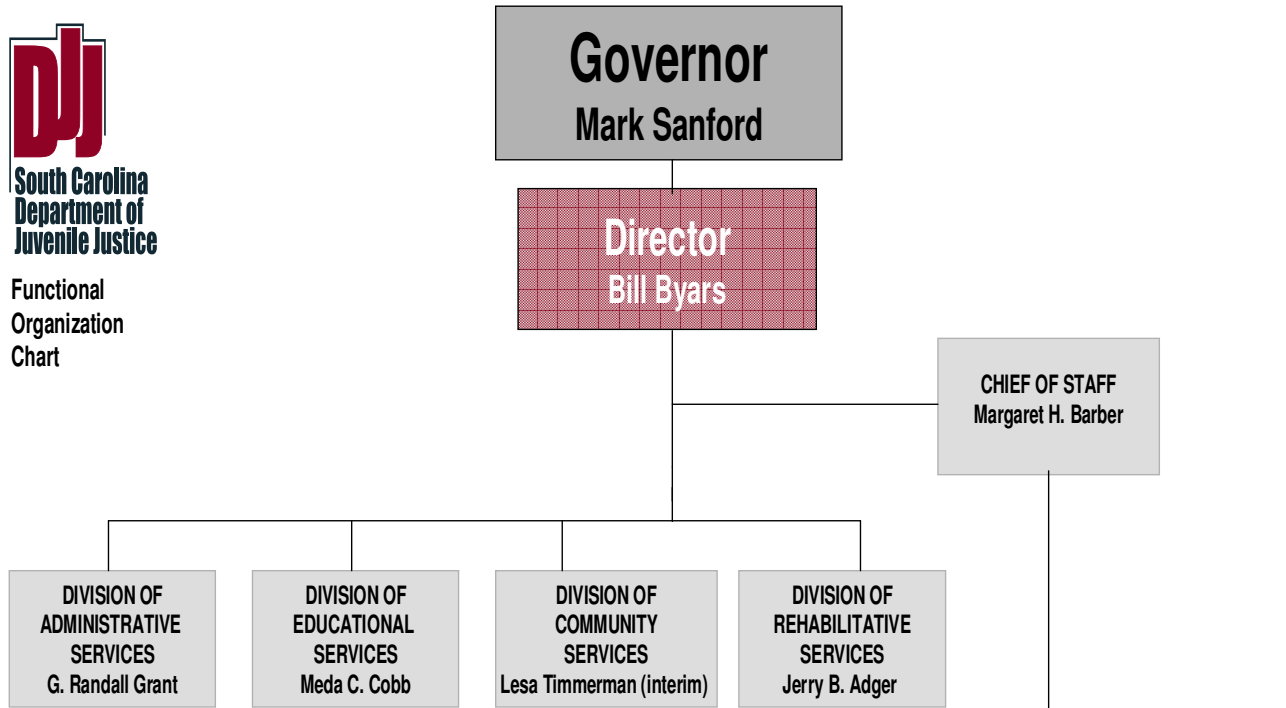 DJJ
South Carolina
Department of
Juvenile Justice
Functional
Organization
Chart
Governor
Mark Sanford
Director
Bill Byars
CHIEF OF STAFF
Margaret H. Barber
DIVISION OF
ADMINISTRATIVE
SERVICES
G. Randall Grant
DIVISION OF
EDUCATIONAL
SERVICES
Meda C. Cobb
DIVISION OF
COMMUNITY
SERVICES
Lesa Timmerman (interim)
DIVISION OF
REHABILITATIVE
SERVICES
Jerry B. Adger